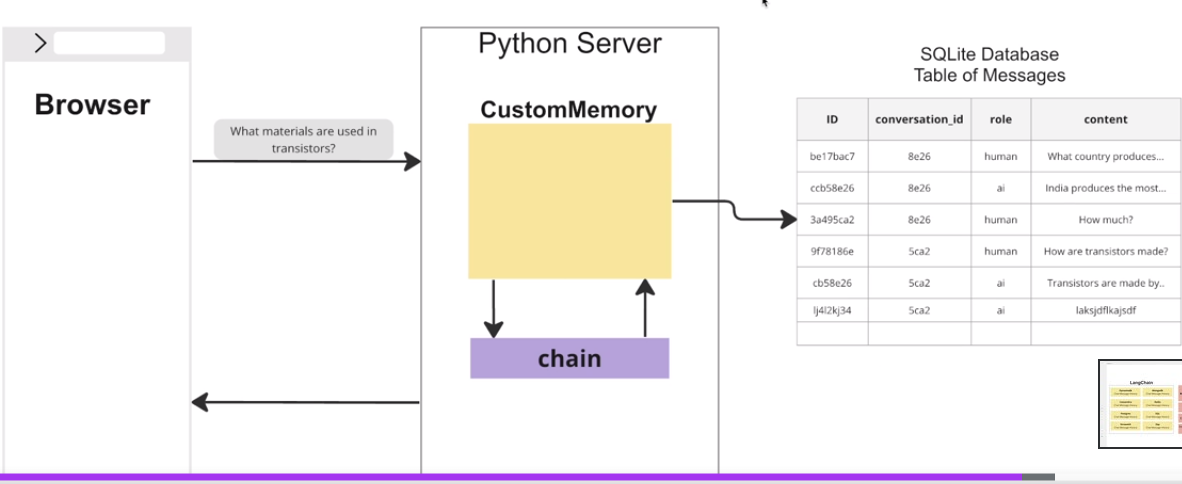 Browser
What materials are used in
transistors?
Python Server
CustomMemory
chain
SQLite Database
Table of Messages
ID conversation_id role content
be17bac7 8e26 human What country produces...
ccb58e26 8e26 ai India produces the most...
3a495ca2 8e26 human How much?
9f78186e 5ca2 human How are transistors made?
cb58e26 5ca2 ai Transistors are made by..
lj4l2kj34 5ca2 ai laksjdflkajsdf
LangChain